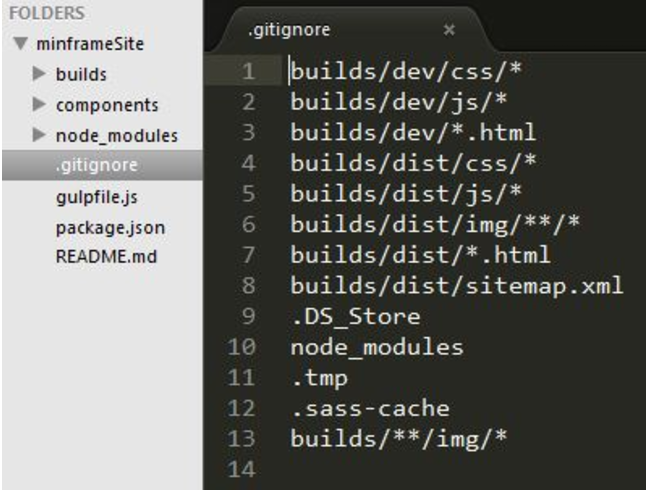 FOLDERS
minframeSite
builds
components
node_modules
.gitignore
gulpfile.js
package.json
README.md
.gitignore ×
1 builds/dev/css/*
2 builds/dev/js/*
3 builds/dev/*.html
4 builds/dist/css/*
5 builds/dist/js/*
6 builds/dist/img/**/*
7 builds/dist/*.html
8 builds/dist/sitemap.xml
9 .DS_Store
10 node_modules
11 .tmp
12 .sass-cache
13 builds/**/img/*
14